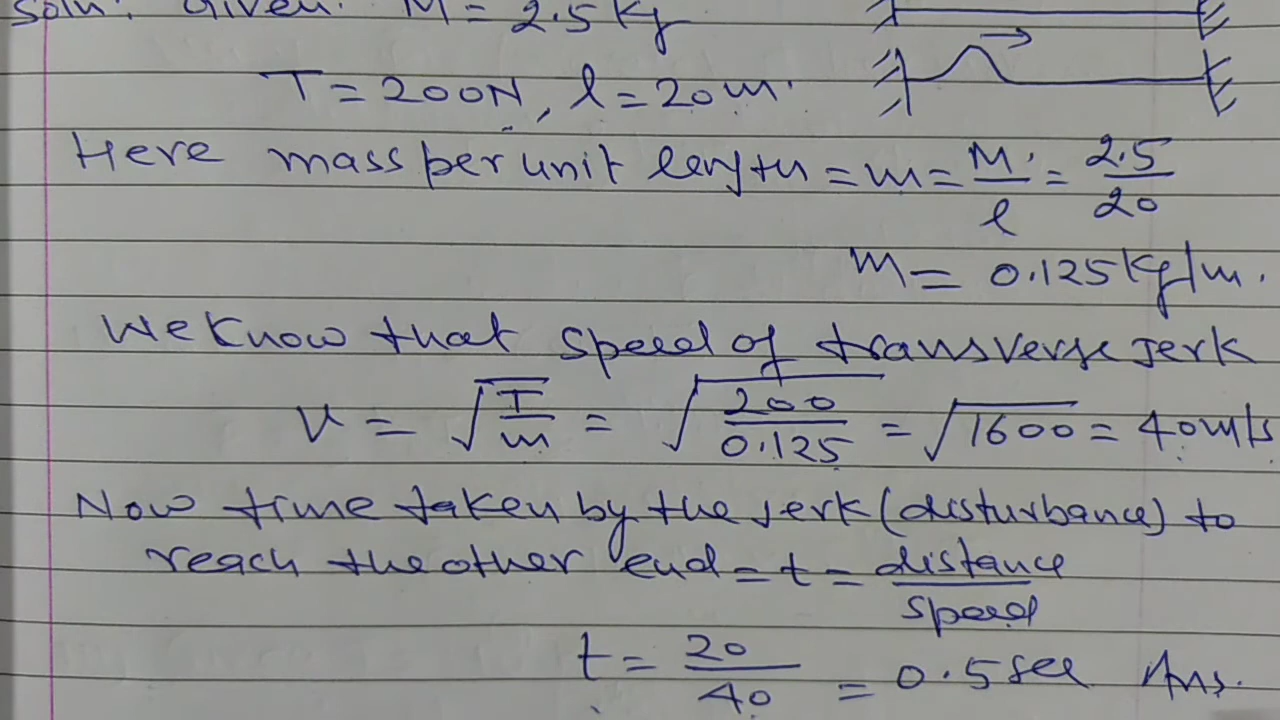 Soln: Given: M = 2.5 Kg
T = 200N, l = 20m.
Here mass per unit length = m = M/l = 2.5/20
m = 0.125 Kg/m.
We Know that speed of transverse jerk
v = √(T/m) = √(200/0.125) = √1600 = 40m/s
Now time taken by the jerk (disturbance) to
reach the other end = t = distance/speed
t = 20/40 = 0.5 sec Ans.